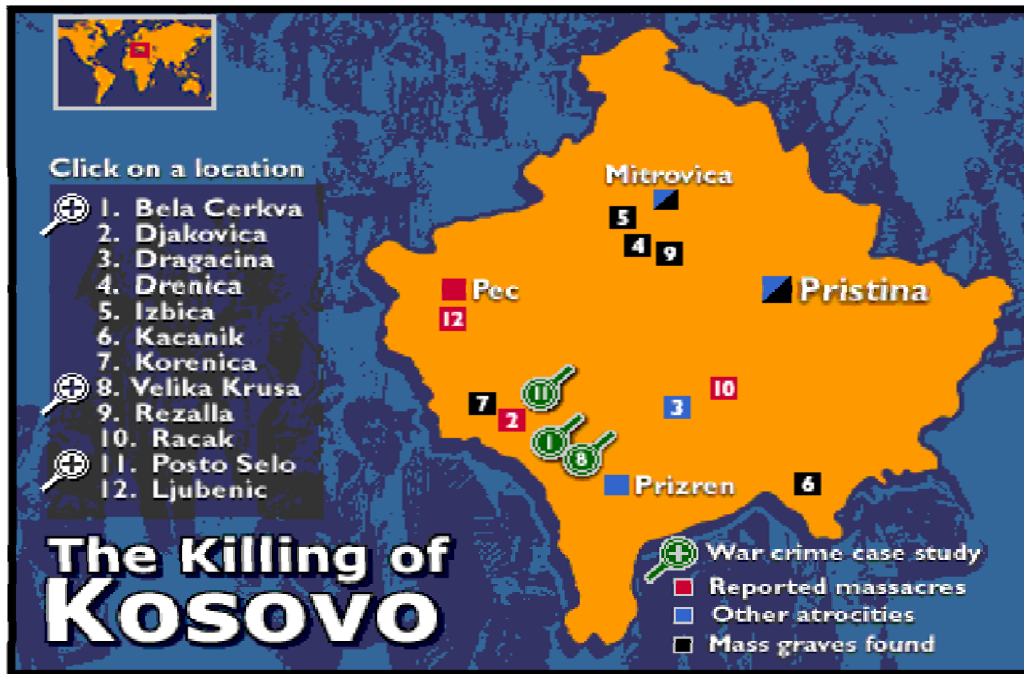 Click on a location
1. Bela Cerkva
2. Djakovica
3. Dragacina
4. Drenica
5. Izbica
6. Kacanik
7. Korenica
8. Velika Krusa
9. Rezalla
10. Racak
11. Posto Selo
12. Ljubenic
The Killing of
Kosovo
Mitrovica
5
4
9
Pec
Pristina
12
11
10
7
2
3
1
8
Prizren
6
War crime case study
Reported massacres
Other atrocities
Mass graves found